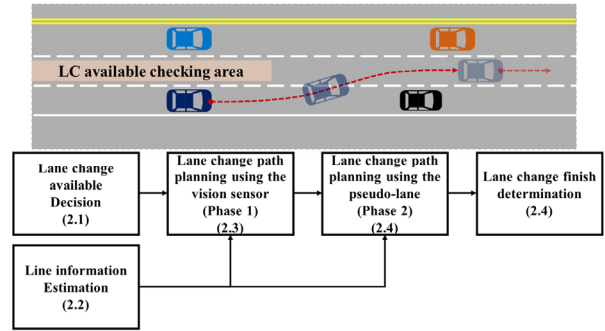 LC available checking area
Lane change
available
Decision
(2.1)
Lane change path
planning using the
vision sensor
(Phase 1)
(2.3)
Lane change path
planning using the
pseudo-lane
(Phase 2)
(2.4)
Lane change finish
determination
(2.4)
Line information
Estimation
(2.2)